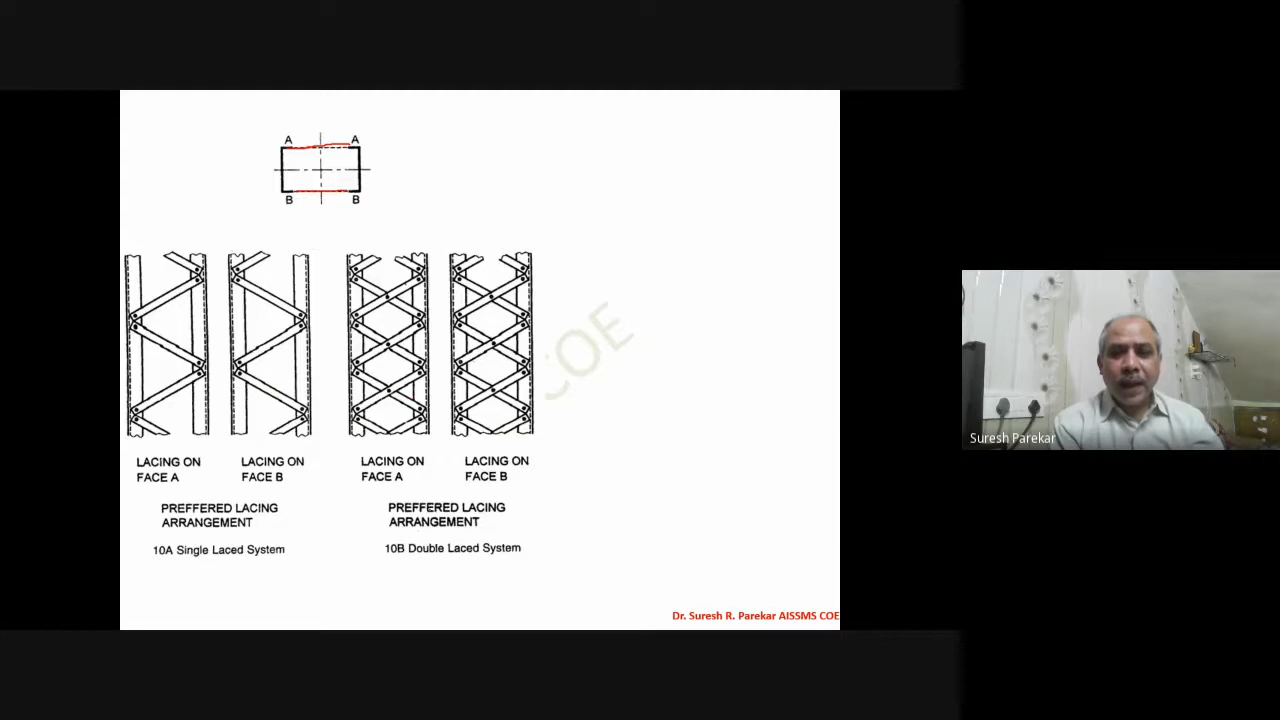 A A
B B
LACING ON LACING ON LACING ON LACING ON
FACE A FACE B FACE A FACE B
PREFFERED LACING PREFFERED LACING
ARRANGEMENT ARRANGEMENT
10A Single Laced System 10B Double Laced System
COE
Dr. Suresh R. Parekar AISSMS COE
Suresh Parekar